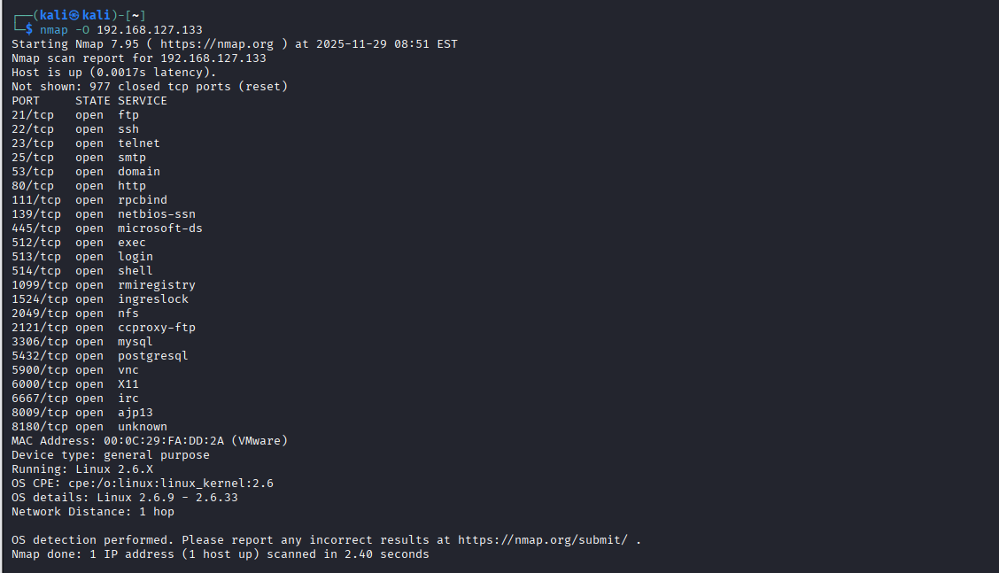 ┌──(kali㉿kali)-[~]
└─$ nmap -O 192.168.127.133
Starting Nmap 7.95 ( https://nmap.org ) at 2025-11-29 08:51 EST
Nmap scan report for 192.168.127.133
Host is up (0.0017s latency).
Not shown: 977 closed tcp ports (reset)
PORT     STATE SERVICE
21/tcp   open  ftp
22/tcp   open  ssh
23/tcp   open  telnet
25/tcp   open  smtp
53/tcp   open  domain
80/tcp   open  http
111/tcp  open  rpcbind
139/tcp  open  netbios-ssn
445/tcp  open  microsoft-ds
512/tcp  open  exec
513/tcp  open  login
514/tcp  open  shell
1099/tcp open  rmiregistry
1524/tcp open  ingreslock
2049/tcp open  nfs
2121/tcp open  ccproxy-ftp
3306/tcp open  mysql
5432/tcp open  postgresql
5900/tcp open  vnc
6000/tcp open  X11
6667/tcp open  irc
8009/tcp open  ajp13
8180/tcp open  unknown
MAC Address: 00:0C:29:FA:DD:2A (VMware)
Device type: general purpose
Running: Linux 2.6.X
OS CPE: cpe:/o:linux:linux_kernel:2.6
OS details: Linux 2.6.9 - 2.6.33
Network Distance: 1 hop

OS detection performed. Please report any incorrect results at https://nmap.org/submit/ .
Nmap done: 1 IP address (1 host up) scanned in 2.40 seconds